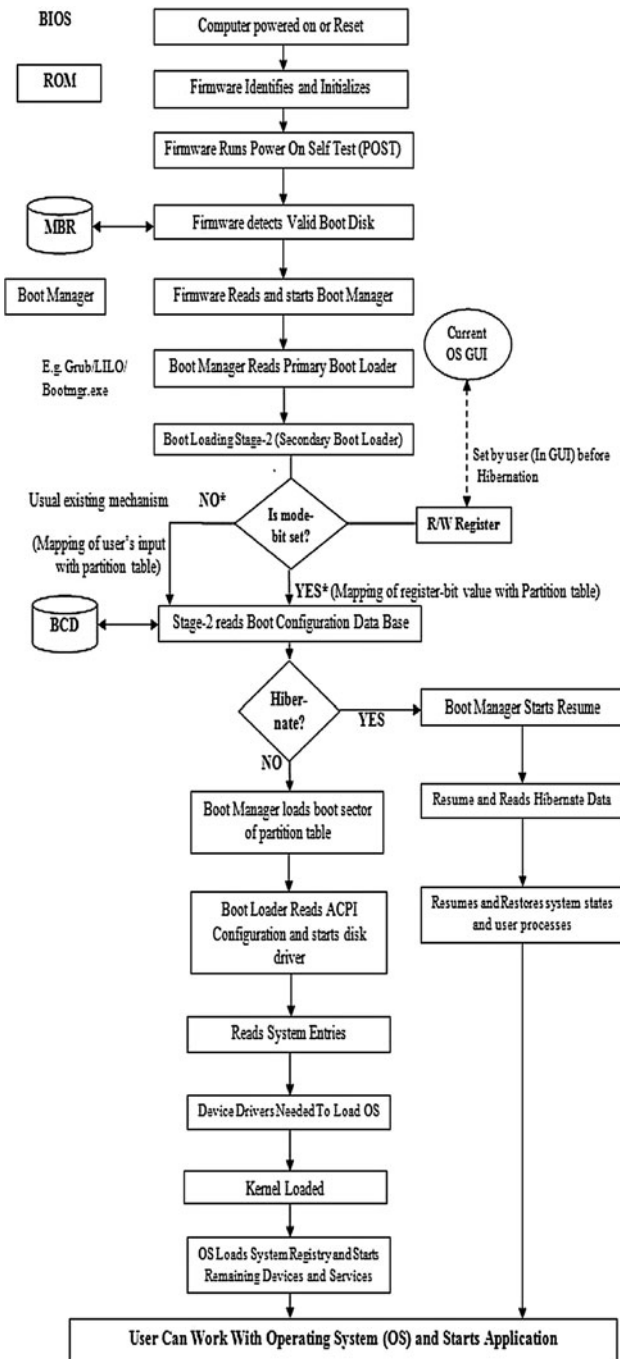 BIOS
Computer powered on or Reset
ROM
Firmware Identifies and Initializes
Firmware Runs Power On Self Test (POST)
MBR
Firmware detects Valid Boot Disk
Boot Manager
Firmware Reads and starts Boot Manager
Current
OS GUI
E.g. Grub/LILO/
Bootmgr.exe
Boot Manager Reads Primary Boot Loader
Boot Loading Stage-2 (Secondary Boot Loader)
Set by user (In GUI) before
Hibernation
Usual existing mechanism
NO*
Is mode-
bit set?
R/W Register
(Mapping of user's input
with partition table)
YES* (Mapping of register-bit value with Partition table)
BCD
Stage-2 reads Boot Configuration Data Base
Hiber-
nate?
YES
Boot Manager Starts Resume
NO
Boot Manager loads boot sector
of partition table
Resume and Reads Hibernate Data
Boot Loader Reads ACPI
Configuration and starts disk
driver
Resumes and Restores system states
and user processes
Reads System Entries
Device Drivers Needed To Load OS
Kernel Loaded
OS Loads System Registry and Starts
Remaining Devices and Services
User Can Work With Operating System (OS) and Starts Application